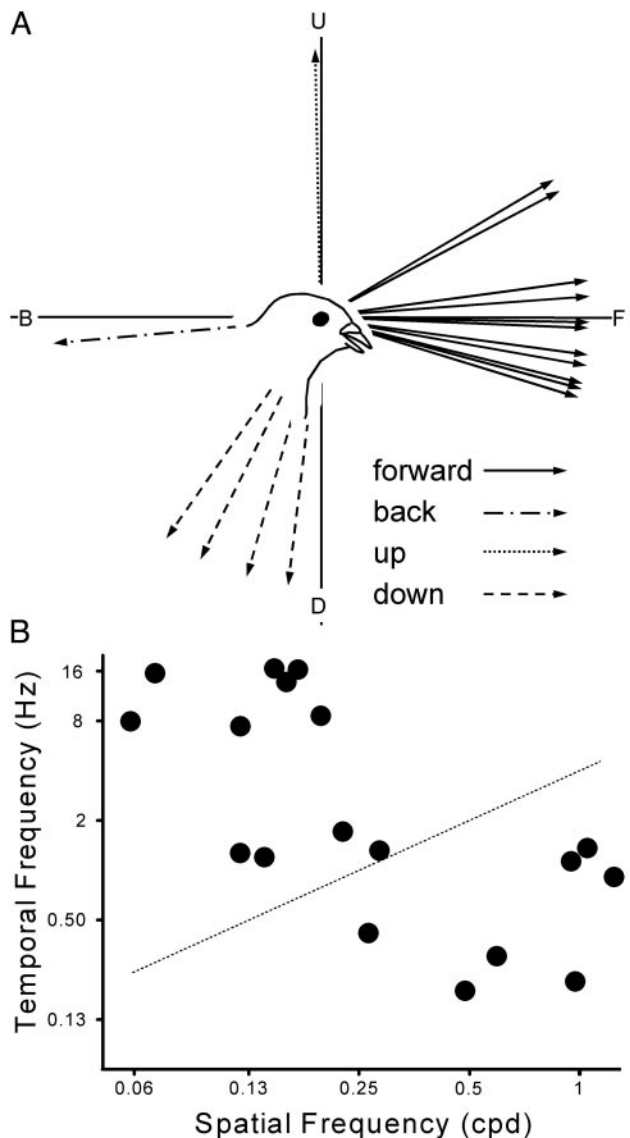 A
U
B
F
forward
back
up
down
D
B
Temporal Frequency (Hz)
16
8
2
0.50
0.13
0.06 0.13 0.25 0.5 1
Spatial Frequency (cpd)